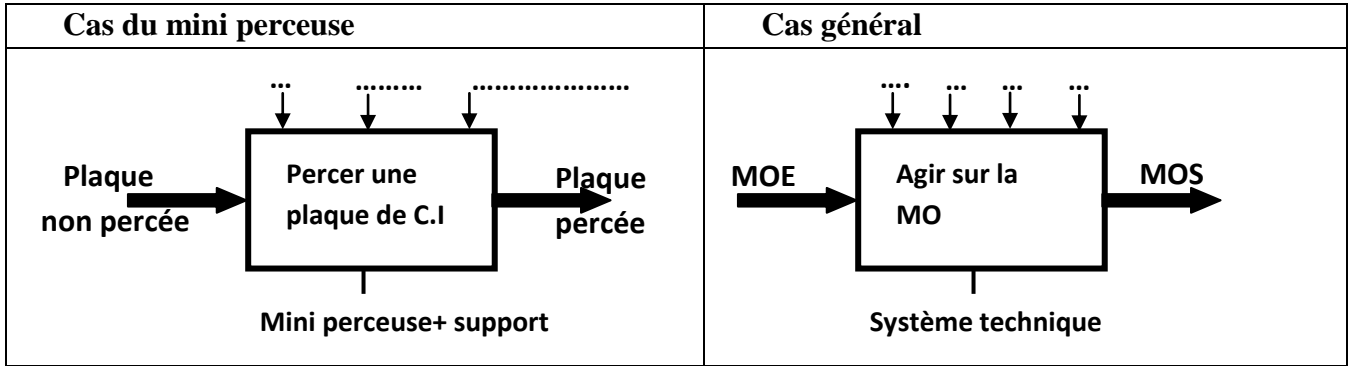 Cas du mini perceuse
... ......... .....................
Plaque
non percée
Percer une
plaque de C.I
Plaque
percée
Mini perceuse+ support
Cas général
.... ... ... ...
MOE
Agir sur la
MO
MOS
Système technique